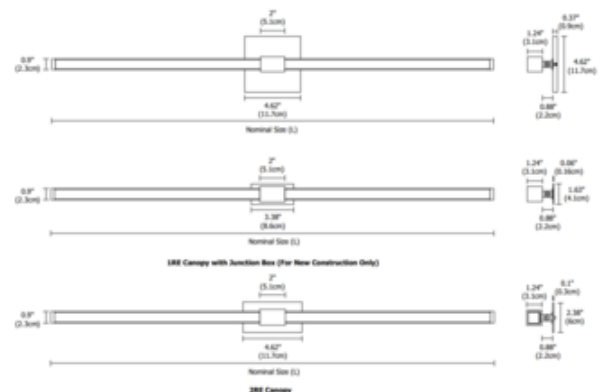 2"
(5.1cm)
0.9"
(2.3cm)
4.62"
(11.7cm)
Nominal Size (L)
0.37"
(0.9cm)
1.24"
(3.1cm)
4.62"
(11.7cm)
0.88"
(2.2cm)
2"
(5.1cm)
0.9"
(2.3cm)
3.38"
(8.6cm)
Nominal Size (L)
1.24"
(3.1cm)
0.06"
(0.16cm)
1.62"
(4.1cm)
0.88"
(2.2cm)
1RE Canopy with Junction Box (For New Construction Only)
2"
(5.1cm)
0.9"
(2.3cm)
4.62"
(11.7cm)
Nominal Size (L)
0.1"
(0.3cm)
1.24"
(3.1cm)
2.38"
(6cm)
0.88"
(2.2cm)
2RE Canopy